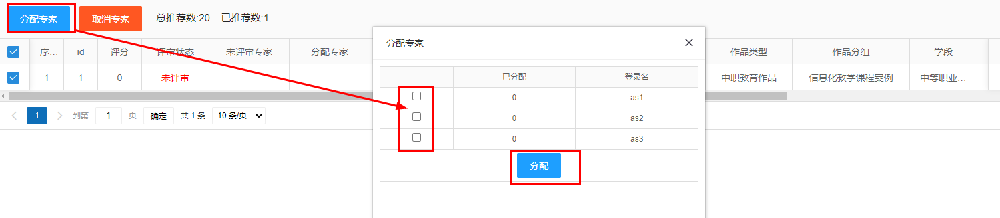 分配专家 取消专家 总推荐数:20 已推荐数:1
序... id 评分 评审状态 未评审专家 分配专家 作品类型 作品分组 学段
1 1 0 未评审 中职教育作品 信息化教学课程案例 中等职业...
1 到第 1 页 确定 共 1 条 10 条/页
分配专家
已分配 登录名
0 as1
0 as2
0 as3
分配